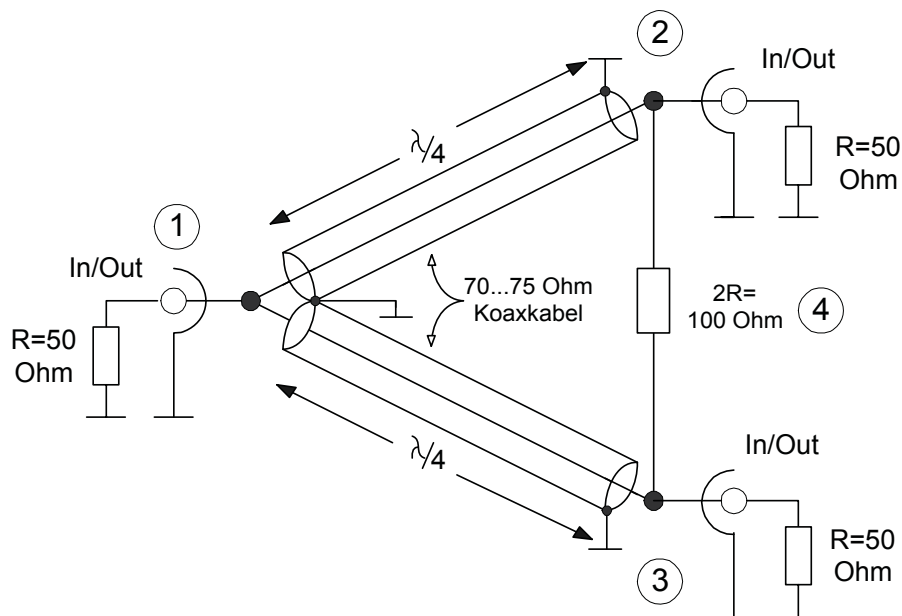 2
In/Out
λ/4
R=50
Ohm
1
In/Out
70...75 Ohm
Koaxkabel
2R=
100 Ohm
4
R=50
Ohm
λ/4
In/Out
R=50
Ohm
3